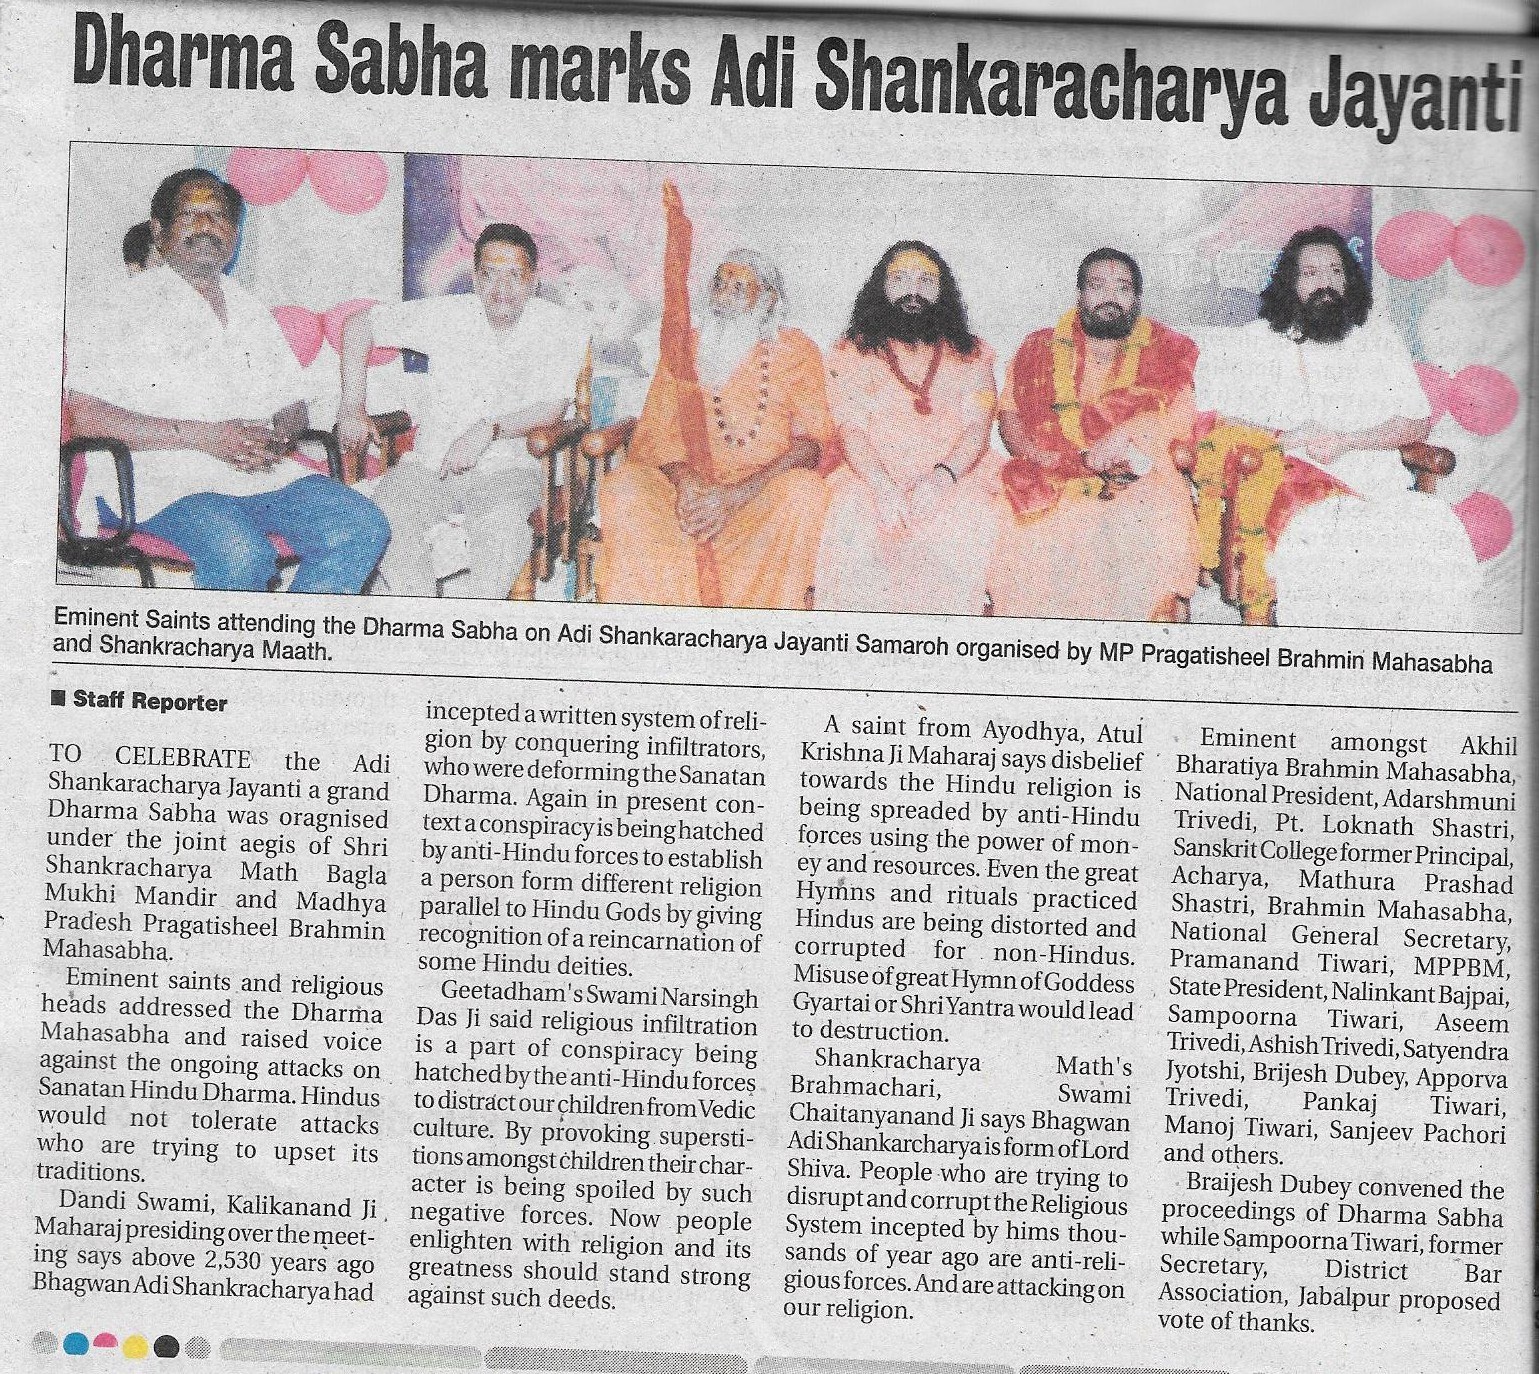 Dharma Sabha marks Adi Shankaracharya Jayanti
Eminent Saints attending the Dharma Sabha on Adi Shankaracharya Jayanti Samaroh organised by MP Pragatisheel Brahmin Mahasabha
and Shankracharya Maath.
■ Staff Reporter
TO CELEBRATE the Adi
Shankaracharya Jayanti a grand
Dharma Sabha was oragnised
under the joint aegis of Shri
Shankracharya Math Bagla
Mukhi Mandir and Madhya
Pradesh Pragatisheel Brahmin
Mahasabha.
Eminent saints and religious
heads addressed the Dharma
Mahasabha and raised voice
against the ongoing attacks on
Sanatan Hindu Dharma. Hindus
would not tolerate attacks
who are trying to upset its
traditions.
Dandi Swami, Kalikanand Ji
Maharaj presiding over the meet-
ing says above 2,530 years ago
Bhagwan Adi Shankracharya had
incepted a written system of reli-
gion by conquering infiltrators,
who were deforming the Sanatan
Dharma. Again in present con-
text a conspiracy is being hatched
by anti-Hindu forces to establish
a person form different religion
parallel to Hindu Gods by giving
recognition of a reincarnation of
some Hindu deities.
Geetadham's Swami Narsingh
Das Ji said religious infiltration
is a part of conspiracy being
hatched by the anti-Hindu forces
to distract our children from Vedic
culture. By provoking supersti-
tions amongst children their char-
acter is being spoiled by such
negative forces. Now people
enlighten with religion and its
greatness should stand strong
against such deeds.
A saint from Ayodhya, Atul
Krishna Ji Maharaj says disbelief
towards the Hindu religion is
being spreaded by anti-Hindu
forces using the power of mon-
ey and resources. Even the great
Hymns and rituals practiced
Hindus are being distorted and
corrupted for non-Hindus.
Misuse of great Hymn of Goddess
Gyartai or Shri Yantra would lead
to destruction.
Shankracharya Math's
Brahmachari, Swami
Chaitanyanand Ji says Bhagwan
Adi Shankarcharya is form of Lord
Shiva. People who are trying to
disrupt and corrupt the Religious
System incepted by hims thou-
sands of year ago are anti-reli-
gious forces. And are attacking on
our religion.
Eminent amongst Akhil
Bharatiya Brahmin Mahasabha,
National President, Adarshmuni
Trivedi, Pt. Loknath Shastri,
Sanskrit College former Principal,
Acharya, Mathura Prashad
Shastri, Brahmin Mahasabha,
National General Secretary,
Pramanand Tiwari, MPPBM,
State President, Nalinkant Bajpai,
Sampoorna Tiwari, Aseem
Trivedi, Ashish Trivedi, Satyendra
Jyotshi, Brijesh Dubey, Apporva
Trivedi, Pankaj Tiwari,
Manoj Tiwari, Sanjeev Pachori
and others.
Braijesh Dubey convened the
proceedings of Dharma Sabha
while Sampoorna Tiwari, former
Secretary, District Bar
Association, Jabalpur proposed
vote of thanks.